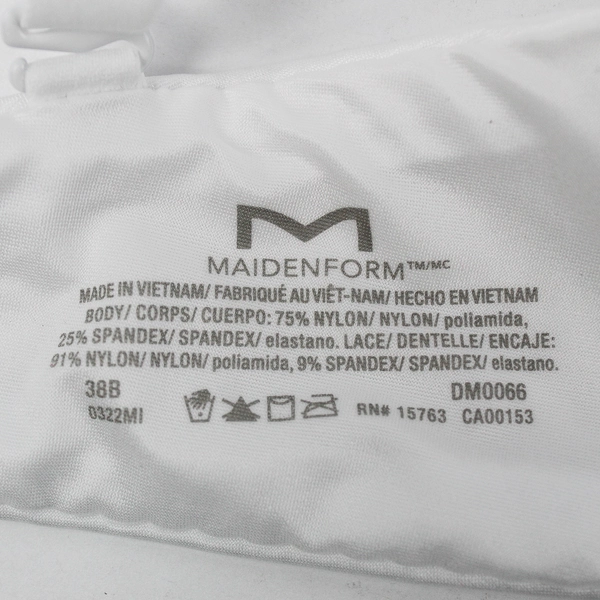 M
MAIDENFORM™/MC
MADE IN VIETNAM/ FABRIQUÉ AU VIÊT-NAM/ HECHO EN VIETNAM
BODY/ CORPS/ CUERPO: 75% NYLON/ NYLON/ poliamida,
25% SPANDEX/ SPANDEX/ elastano. LACE/ DENTELLE/ ENCAJE:
91% NYLON/ NYLON/ poliamida, 9% SPANDEX/ SPANDEX/ elastano.
38B DM0066
0322MI RN# 15763 CA00153